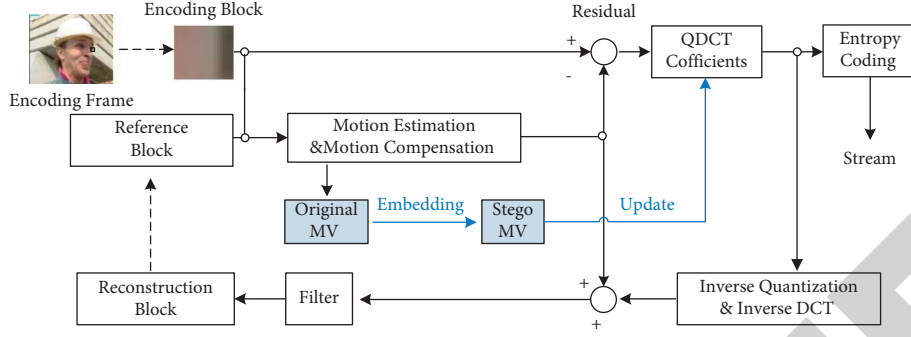 Encoding Block
Residual
Encoding Frame
+
-
QDCT
Cofficients
Entropy
Coding
Stream
Reference
Block
Motion Estimation
&Motion Compensation
Original
MV
Embedding
Stego
MV
Update
Reconstruction
Block
Filter
+
+
Inverse Quantization
& Inverse DCT